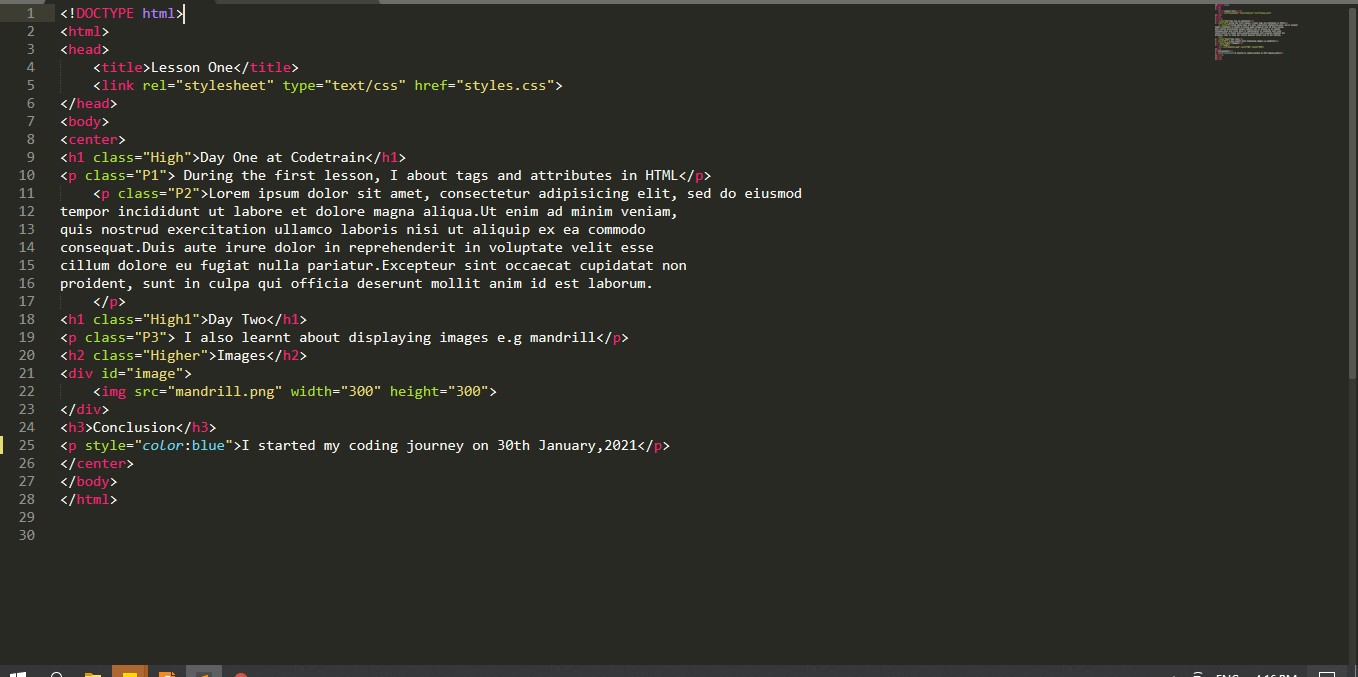 1 <!DOCTYPE html>
2 <html>
3 <head>
4     <title>Lesson One</title>
5     <link rel="stylesheet" type="text/css" href="styles.css">
6 </head>
7 <body>
8 <center>
9 <h1 class="High">Day One at Codetrain</h1>
10 <p class="P1"> During the first lesson, I about tags and attributes in HTML</p>
11     <p class="P2">Lorem ipsum dolor sit amet, consectetur adipisicing elit, sed do eiusmod
12 tempor incididunt ut labore et dolore magna aliqua.Ut enim ad minim veniam,
13 quis nostrud exercitation ullamco laboris nisi ut aliquip ex ea commodo
14 consequat.Duis aute irure dolor in reprehenderit in voluptate velit esse
15 cillum dolore eu fugiat nulla pariatur.Excepteur sint occaecat cupidatat non
16 proident, sunt in culpa qui officia deserunt mollit anim id est laborum.
17     </p>
18 <h1 class="High1">Day Two</h1>
19 <p class="P3"> I also learnt about displaying images e.g mandrill</p>
20 <h2 class="Higher">Images</h2>
21 <div id="image">
22     <img src="mandrill.png" width="300" height="300">
23 </div>
24 <h3>Conclusion</h3>
25 <p style="color:blue">I started my coding journey on 30th January,2021</p>
26 </center>
27 </body>
28 </html>
29
30
ENG